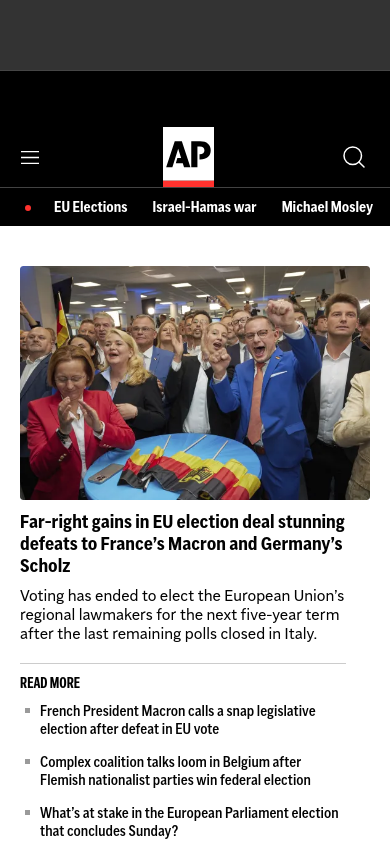 AP
EU Elections Israel-Hamas war Michael Mosley
Far-right gains in EU election deal stunning
defeats to France’s Macron and Germany’s
Scholz
Voting has ended to elect the European Union’s
regional lawmakers for the next five-year term
after the last remaining polls closed in Italy.
READ MORE
French President Macron calls a snap legislative
election after defeat in EU vote
Complex coalition talks loom in Belgium after
Flemish nationalist parties win federal election
What’s at stake in the European Parliament election
that concludes Sunday?